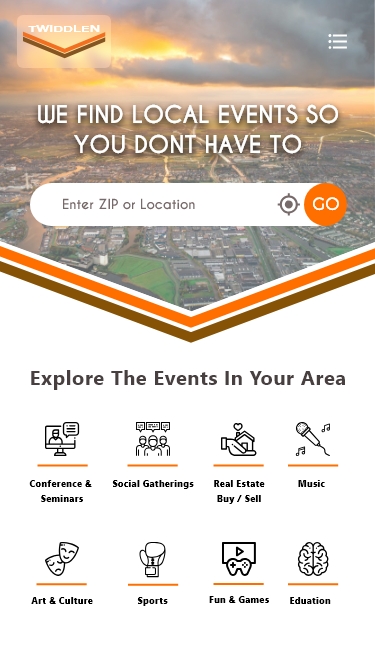 TWIDDLEN
WE FIND LOCAL EVENTS SO
YOU DONT HAVE TO
Enter ZIP or Location
GO
Explore The Events In Your Area
Conference &
Seminars
Social Gatherings
Real Estate
Buy / Sell
Music
Art & Culture
Sports
Fun & Games
Eduation